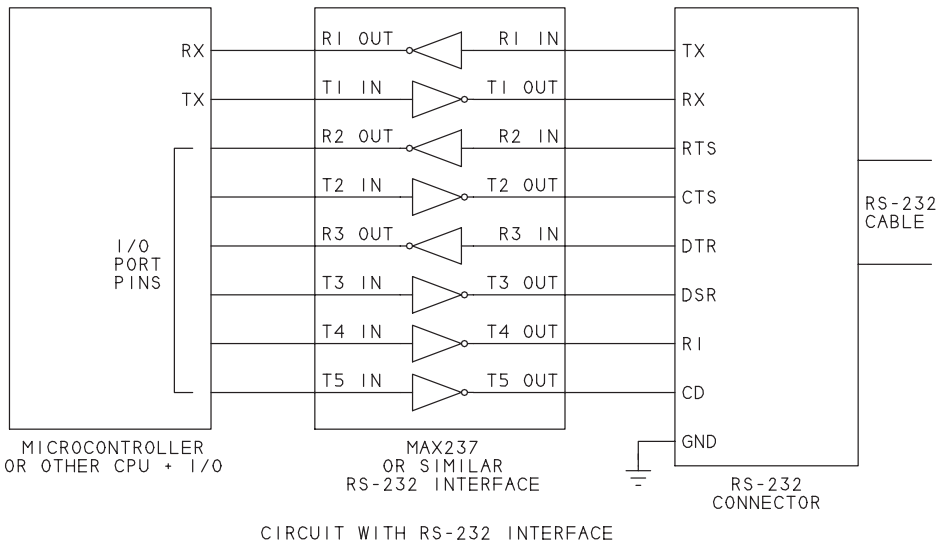 RX R1 OUT R1 IN TX
TX T1 IN T1 OUT RX
R2 OUT R2 IN RTS
T2 IN T2 OUT CTS
R3 OUT R3 IN DTR
T3 IN T3 OUT DSR
T4 IN T4 OUT RI
T5 IN T5 OUT CD
GND
I/O
PORT
PINS
RS-232
CABLE
MICROCONTROLLER
OR OTHER CPU + I/O
MAX237
OR SIMILAR
RS-232 INTERFACE
RS-232
CONNECTOR
CIRCUIT WITH RS-232 INTERFACE